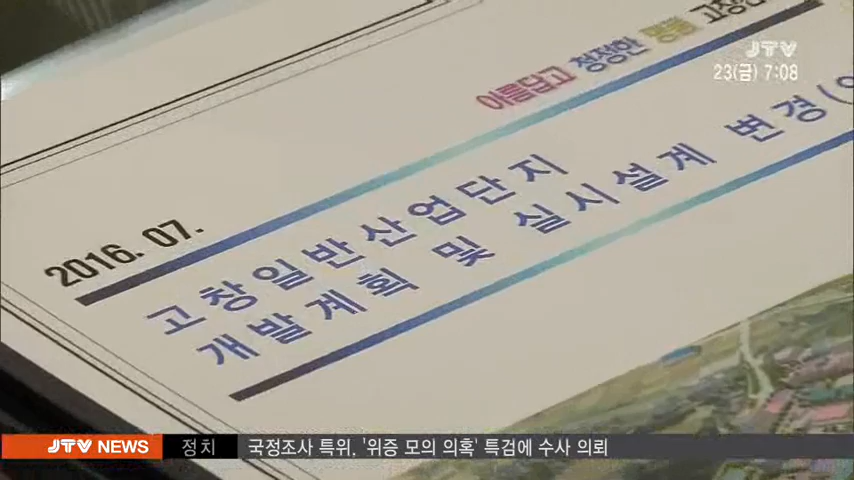 아름답고 청정한 명품 고창
JTV
23(금) 7:08
2016. 07.
고창일반산업단지
개발계획 및 실시설계 변경(
JTV NEWS
정치
국정조사 특위, '위증 모의 의혹' 특검에 수사 의뢰